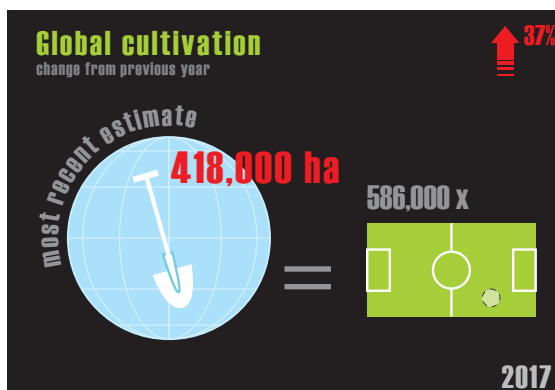 Global cultivation
change from previous year
37%
most recent estimate
418,000 ha
586,000 x
2017